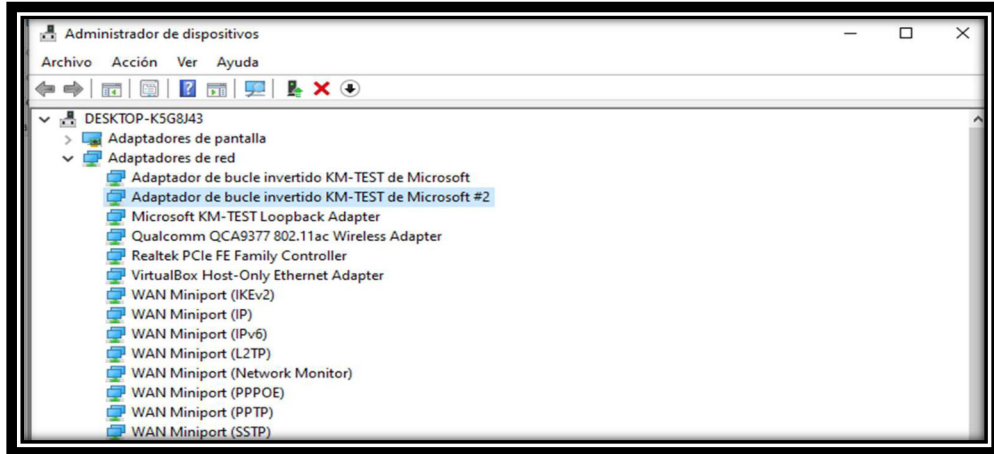 Administrador de dispositivos
Archivo Acción Ver Ayuda
DESKTOP-K5G8J43
Adaptadores de pantalla
Adaptadores de red
Adaptador de bucle invertido KM-TEST de Microsoft
Adaptador de bucle invertido KM-TEST de Microsoft #2
Microsoft KM-TEST Loopback Adapter
Qualcomm QCA9377 802.11ac Wireless Adapter
Realtek PCIe FE Family Controller
VirtualBox Host-Only Ethernet Adapter
WAN Miniport (IKEv2)
WAN Miniport (IP)
WAN Miniport (IPv6)
WAN Miniport (L2TP)
WAN Miniport (Network Monitor)
WAN Miniport (PPPOE)
WAN Miniport (PPTP)
WAN Miniport (SSTP)